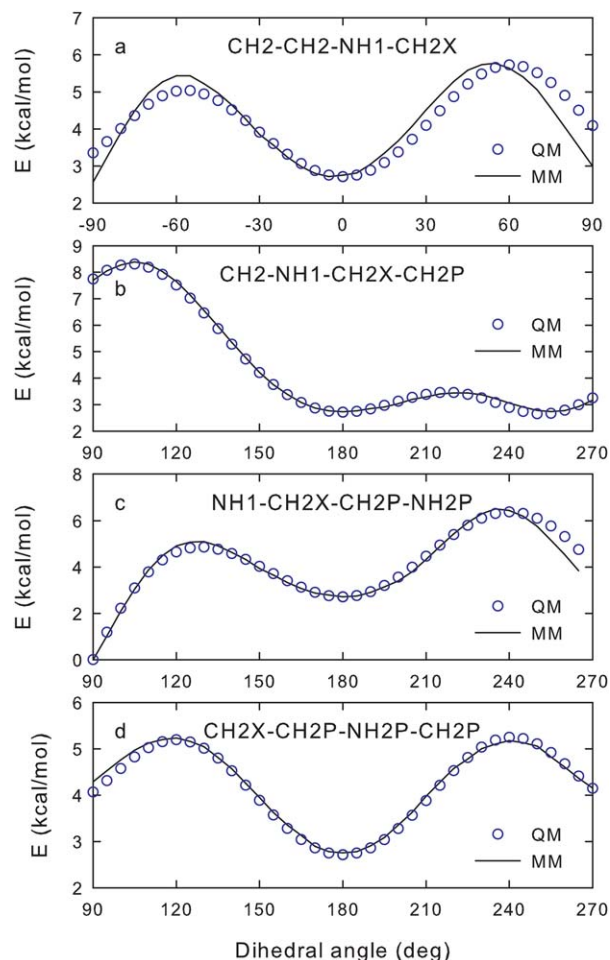 7
6
5
4
3
2
E (kcal/mol)
a
CH2-CH2-NH1-CH2X
QM
MM
-90 -60 -30 0 30 60 90
9
8
7
6
5
4
3
2
E (kcal/mol)
b
CH2-NH1-CH2X-CH2P
QM
MM
90 120 150 180 210 240 270
8
6
4
2
0
E (kcal/mol)
c
NH1-CH2X-CH2P-NH2P
QM
MM
90 120 150 180 210 240 270
6
5
4
3
2
E (kcal/mol)
d
CH2X-CH2P-NH2P-CH2P
QM
MM
90 120 150 180 210 240 270
Dihedral angle (deg)